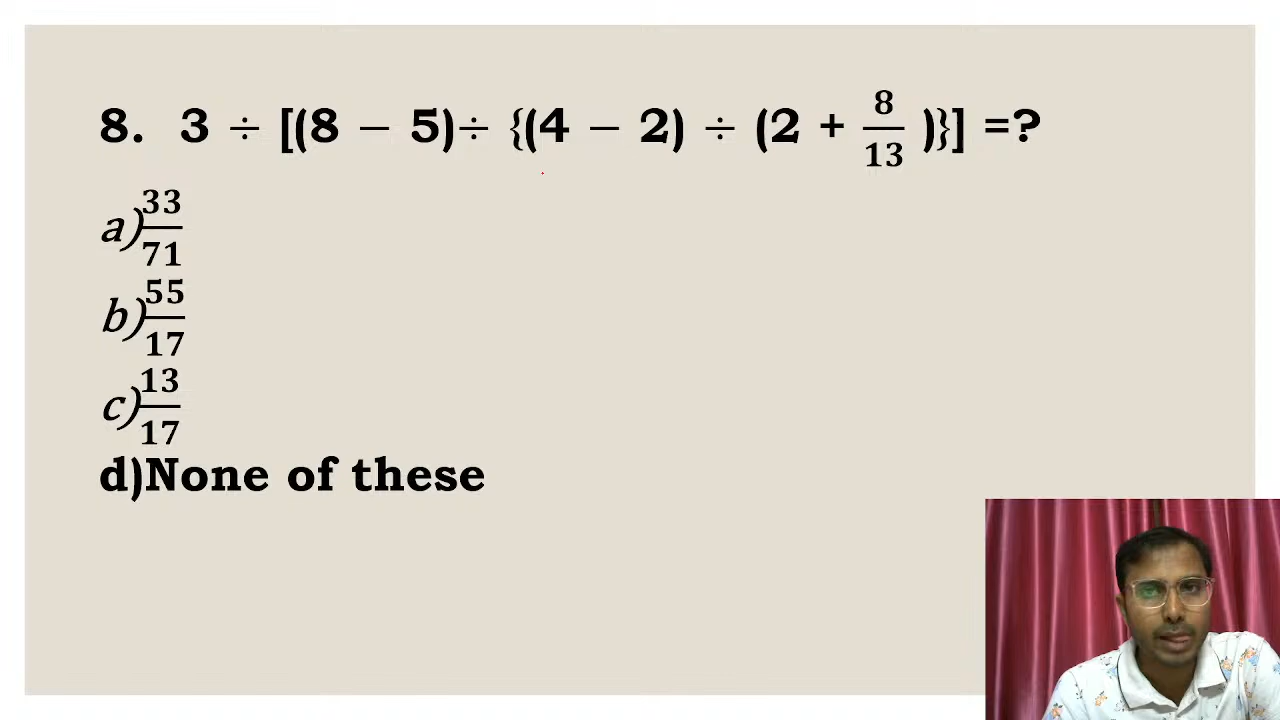 8. 3 ÷ [(8 − 5)÷ {(4 − 2) ÷ (2 + 8/13 )}] =?
a) 33/71
b) 55/17
c) 13/17
d)None of these